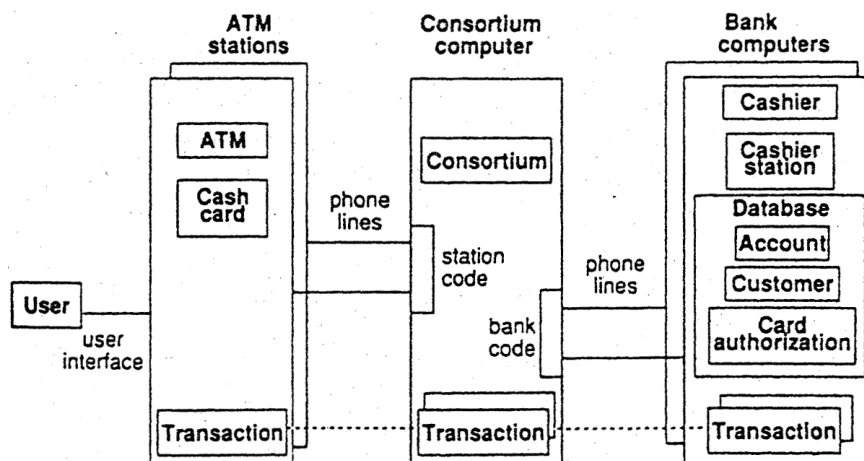 ATM
stations
Consortium
computer
Bank
computers
ATM
Cash
card
Consortium
Cashier
Cashier
station
Database
Account
Customer
Card
authorization
phone
lines
station
code
phone
lines
bank
code
User
user
interface
Transaction
Transaction
Transaction